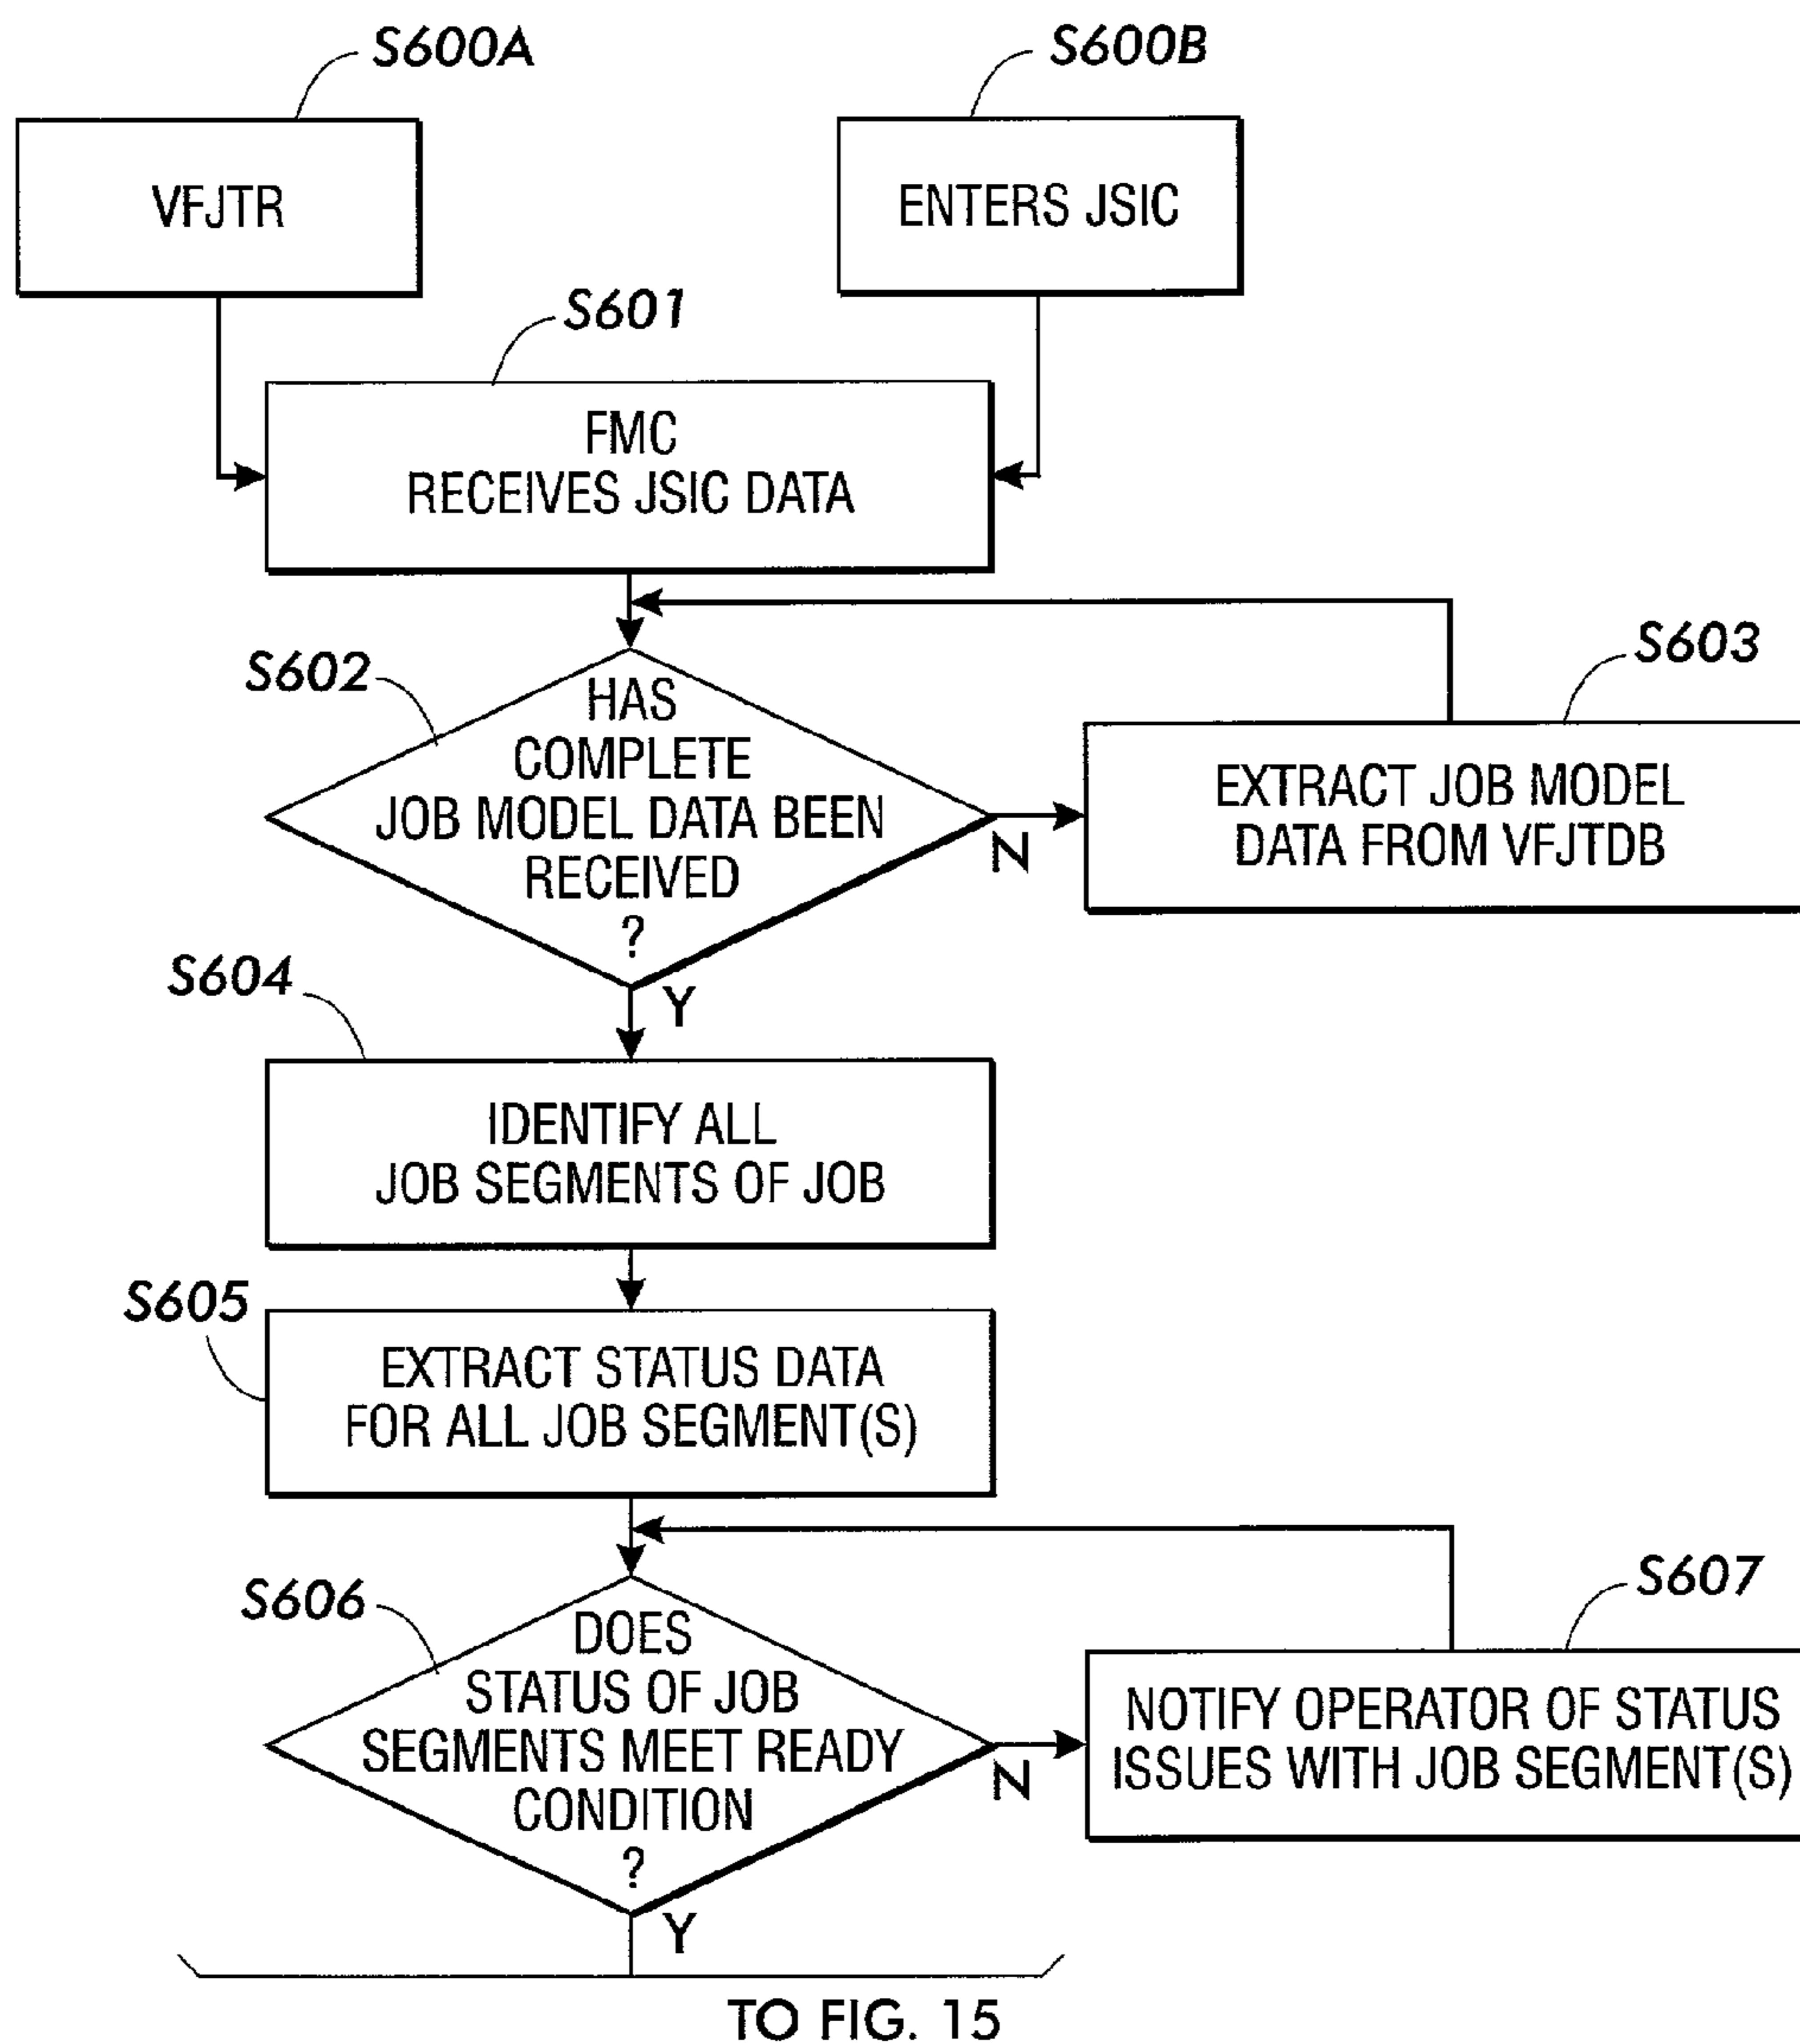 S600A
S600B
VFJTR
ENTERS JSIC
S601
FMC
RECEIVES JSIC DATA
S602
S603
HAS
COMPLETE
JOB MODEL DATA BEEN
RECEIVED
?
N
EXTRACT JOB MODEL
DATA FROM VFJTDB
Y
S604
IDENTIFY ALL
JOB SEGMENTS OF JOB
S605
EXTRACT STATUS DATA
FOR ALL JOB SEGMENT(S)
S606
S607
DOES
STATUS OF JOB
SEGMENTS MEET READY
CONDITION
?
N
NOTIFY OPERATOR OF STATUS
ISSUES WITH JOB SEGMENT(S)
Y
TO FIG. 15